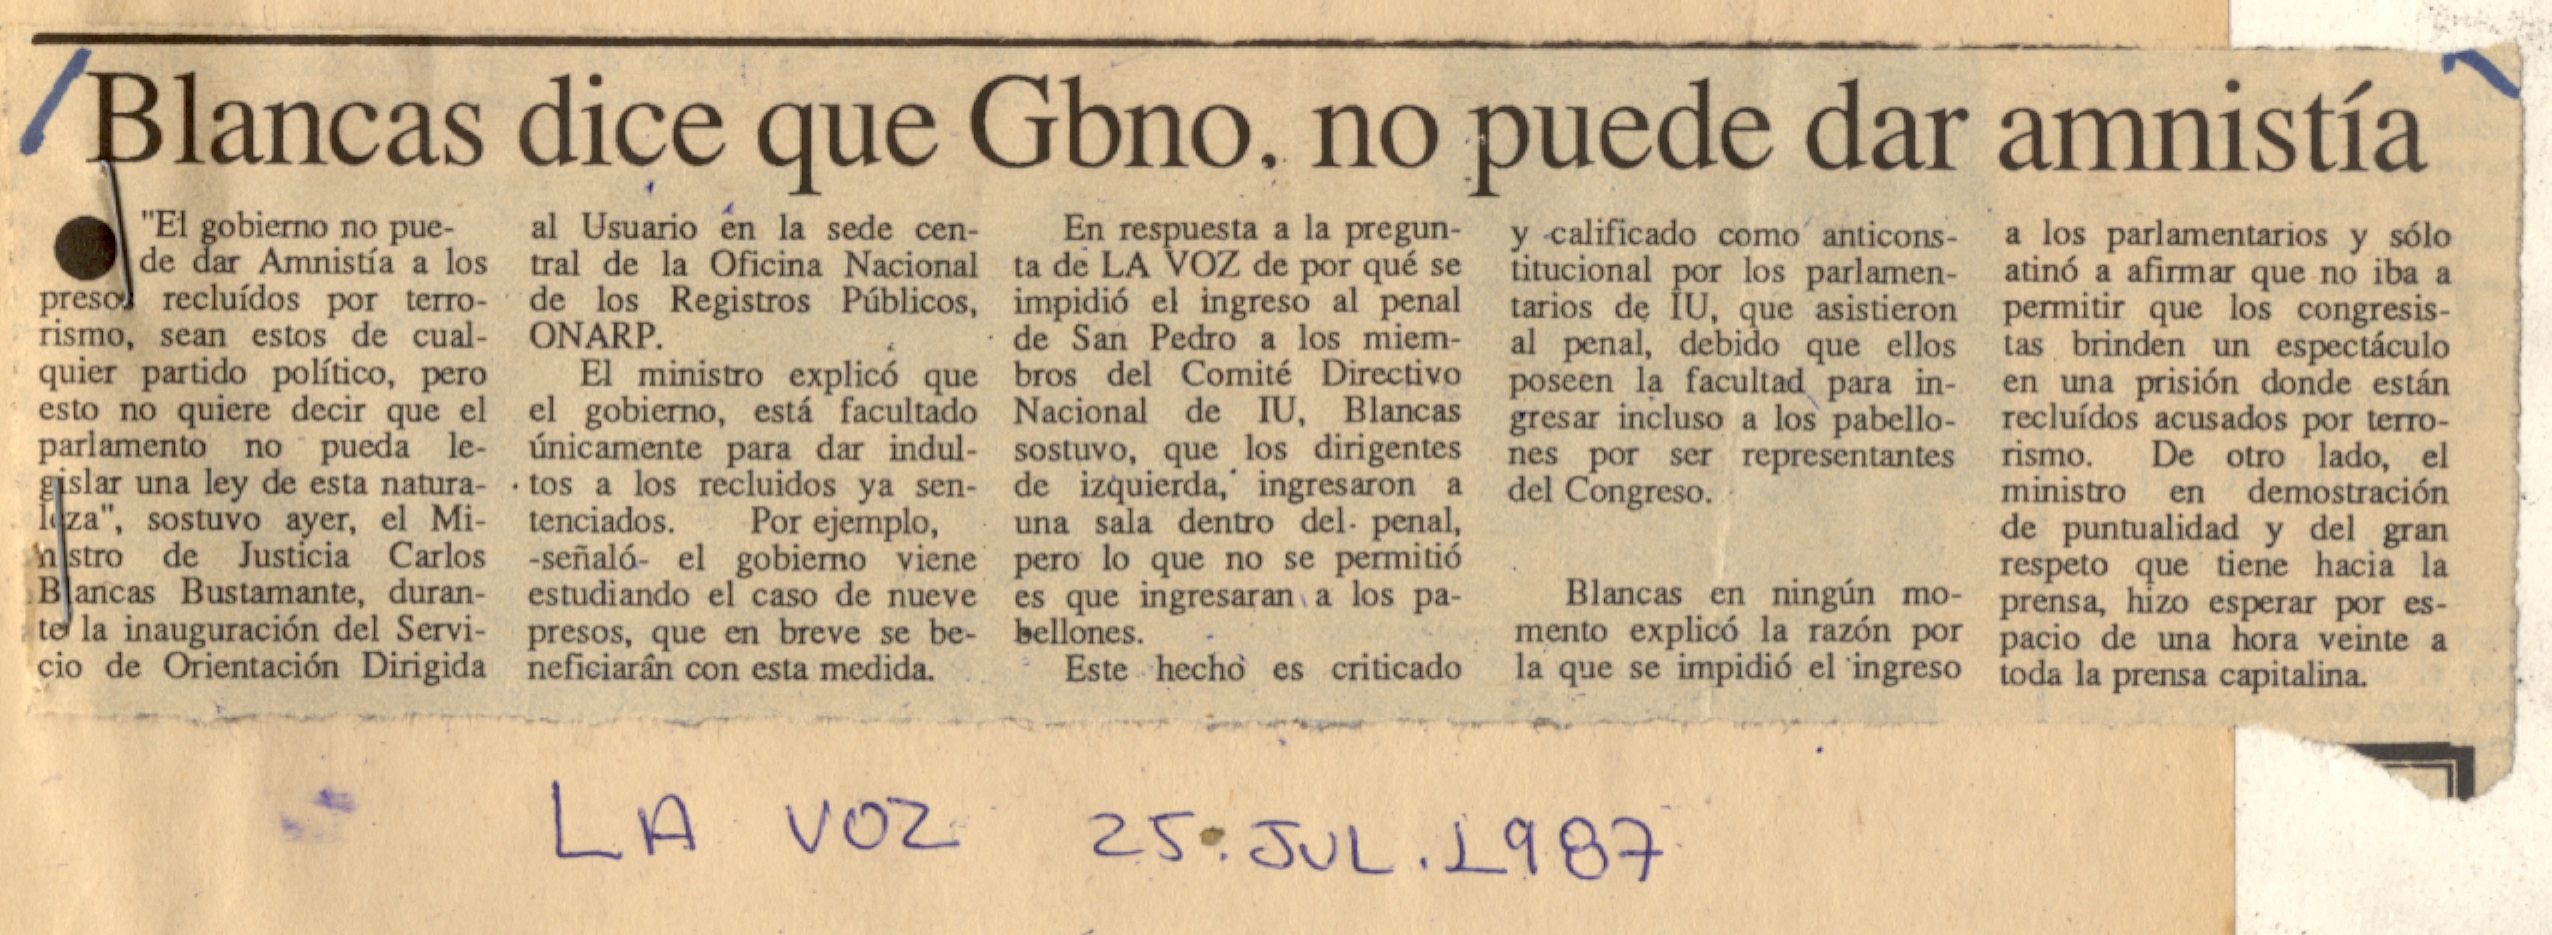 Blancas dice que Gbno. no puede dar amnistía
"El gobierno no pue-
de dar Amnistía a los
presos recluídos por terro-
rismo, sean estos de cual-
quier partido político, pero
esto no quiere decir que el
parlamento no pueda le-
gislar una ley de esta natura-
leza", sostuvo ayer, el Mi-
nistro de Justicia Carlos
Blancas Bustamante, duran-
te la inauguración del Servi-
cio de Orientación Dirigida
al Usuario en la sede cen-
tral de la Oficina Nacional
de los Registros Públicos,
ONARP.
El ministro explicó que
el gobierno, está facultado
únicamente para dar indul-
tos a los recluidos ya sen-
tenciados. Por ejemplo,
-señaló- el gobierno viene
estudiando el caso de nueve
presos, que en breve se be-
neficiarán con esta medida.
En respuesta a la pregun-
ta de LA VOZ de por qué se
impidió el ingreso al penal
de San Pedro a los miem-
bros del Comité Directivo
Nacional de IU, Blancas
sostuvo, que los dirigentes
de izquierda, ingresaron a
una sala dentro del penal,
pero lo que no se permitió
es que ingresaran a los pa-
bellones.
Este hecho es criticado
y calificado como anticons-
titucional por los parlamen-
tarios de IU, que asistieron
al penal, debido que ellos
poseen la facultad para in-
gresar incluso a los pabello-
nes por ser representantes
del Congreso.
Blancas en ningún mo-
mento explicó la razón por
la que se impidió el ingreso
a los parlamentarios y sólo
atinó a afirmar que no iba a
permitir que los congresis-
tas brinden un espectáculo
en una prisión donde están
recluídos acusados por terro-
rismo. De otro lado, el
ministro en demostración
de puntualidad y del gran
respeto que tiene hacia la
prensa, hizo esperar por es-
pacio de una hora veinte a
toda la prensa capitalina.
LA VOZ 25.JUL.1987